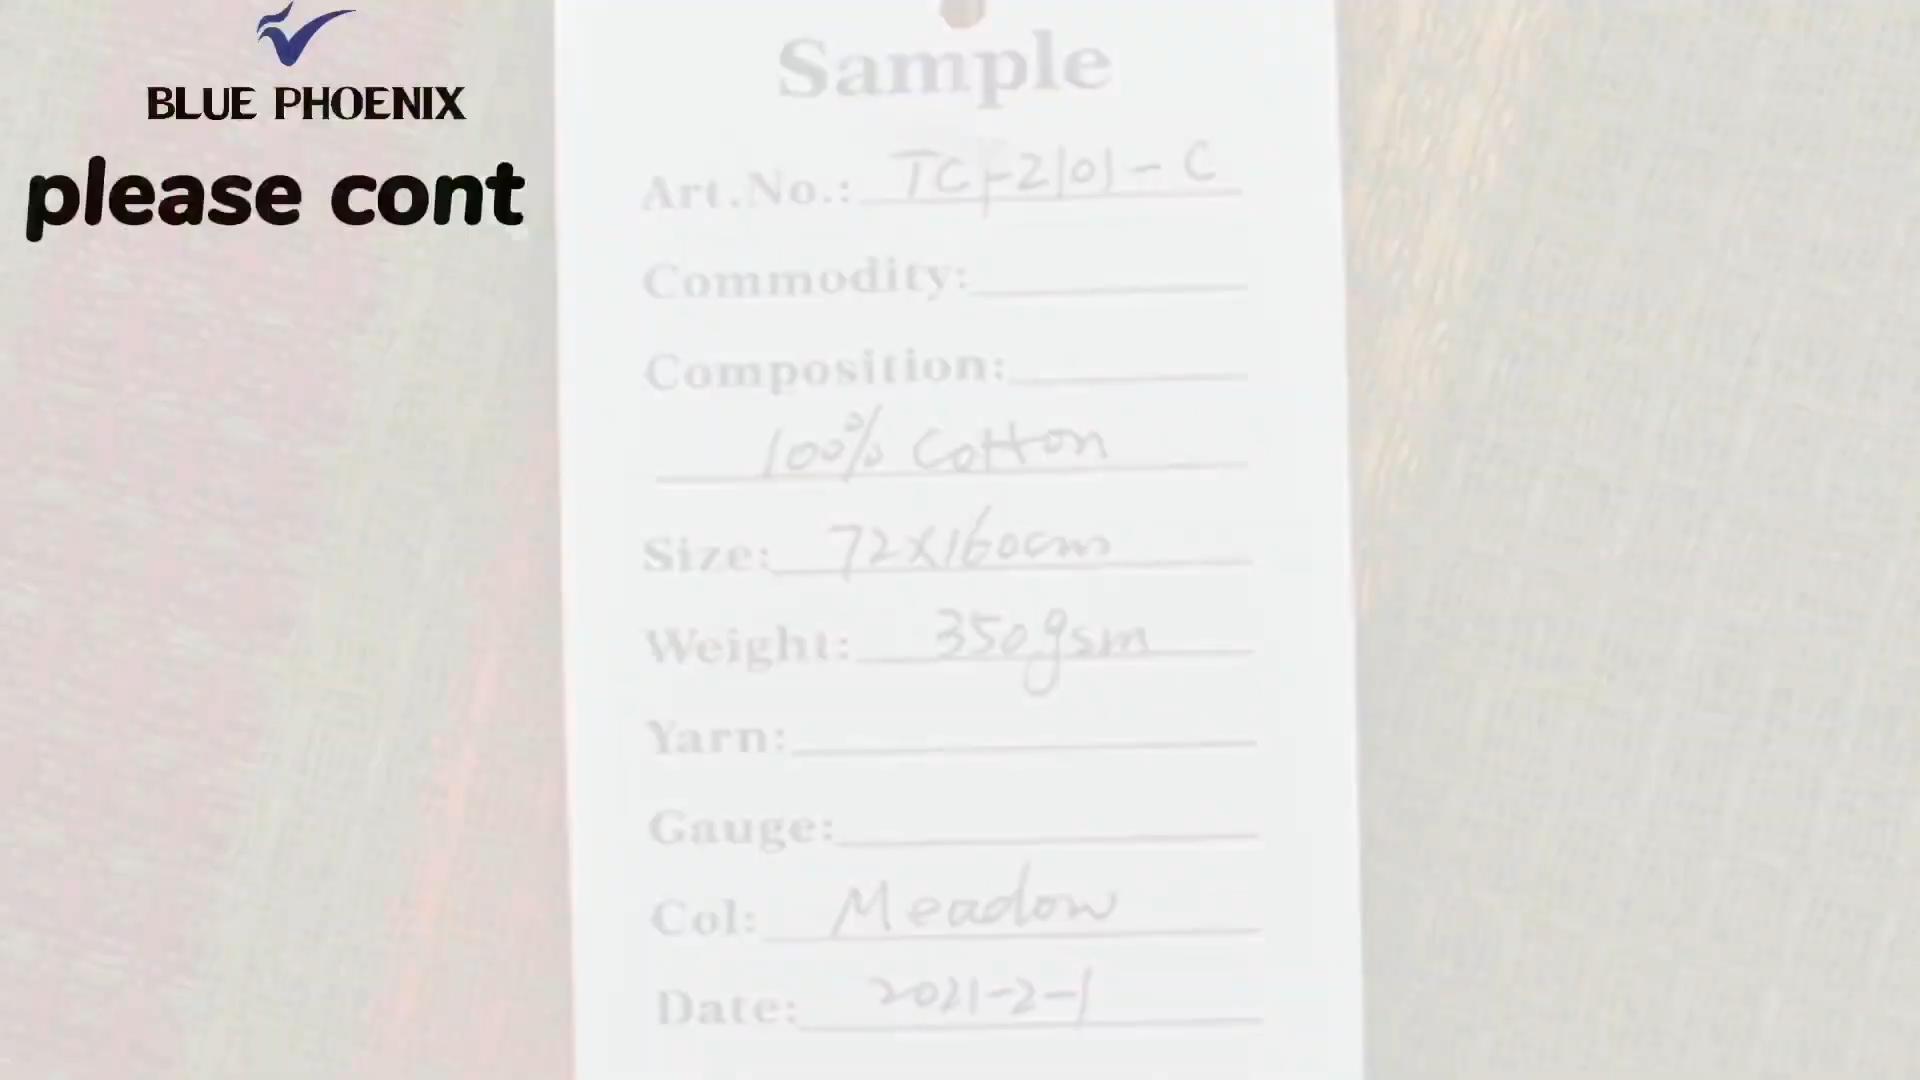 BLUE PHOENIX
please cont
Sample
Art.No.: TC-2101-C
Commodity:
Composition:
100% Cotton
Size: 72x160cm
Weight: 350gsm
Yarn:
Gauge:
Col: Meadow
Date: 2021-2-1